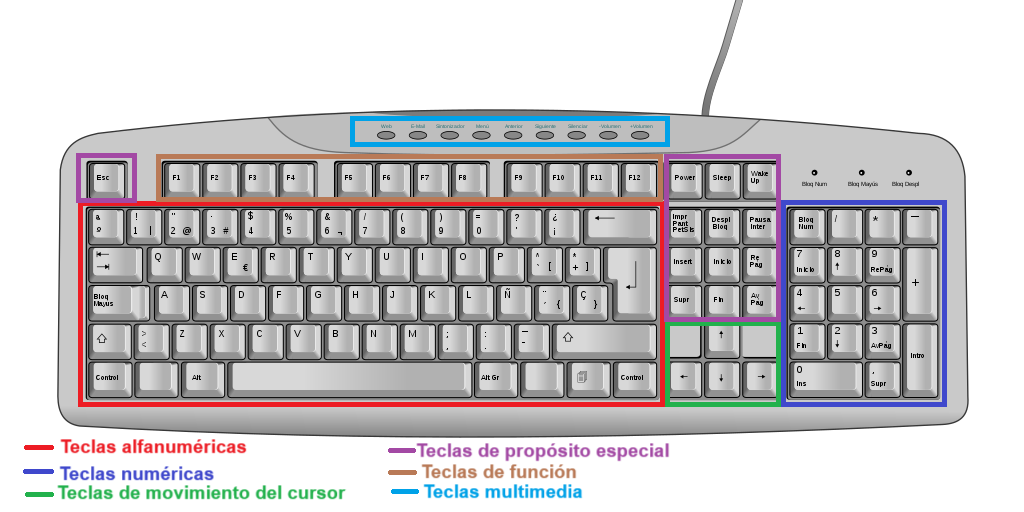 Web E-Mail Sintonizador Menú Anterior Siguiente Silencio -Volumen +Volumen
Esc F1 F2 F3 F4 F5 F6 F7 F8 F9 F10 F11 F12 Power Sleep Wake Up
Bloq Num Bloq Mayús Bloq Despl
a º ! 1 | " 2 @ · 3 # $ 4 % 5 & 6 ¬ / 7 ( 8 ) 9 = 0 ? ' ¿ ¡ ← Impr Pant PetSis Despl Bloq Pausa Inter Bloq Num / * −
Q W E € R T Y U I O P ^ ` [ * + ] Insert Inicio Re Pág 7 Inicio 8 ↑ 9 RePág +
Bloq Mayus A S D F G H J K L Ñ ¨ ´ { Ç } Supr Fin Av Pág 4 ← 5 6 →
> < Z X C V B N M ; , : . _ - ↑ 1 Fin 2 ↓ 3 AvPág Intro
Control Alt Alt Gr Control ← ↓ → 0 Ins . Supr
Teclas alfanuméricas
Teclas numéricas
Teclas de movimiento del cursor
Teclas de propósito especial
Teclas de función
Teclas multimedia